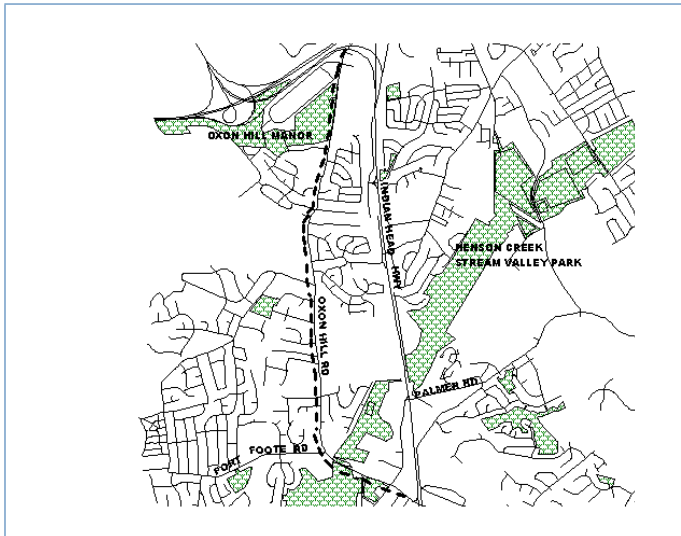 OXON HILL MANOR
INDIAN HEAD HWY
HENSON CREEK
STREAM VALLEY PARK
OXON HILL RD
PALMER RD
FORT FOOTE RD